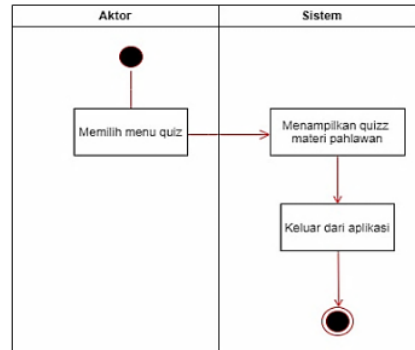 Aktor
Sistem
Memilih menu quiz
Menampilkan quizz
materi pahlawan
Keluar dari aplikasi